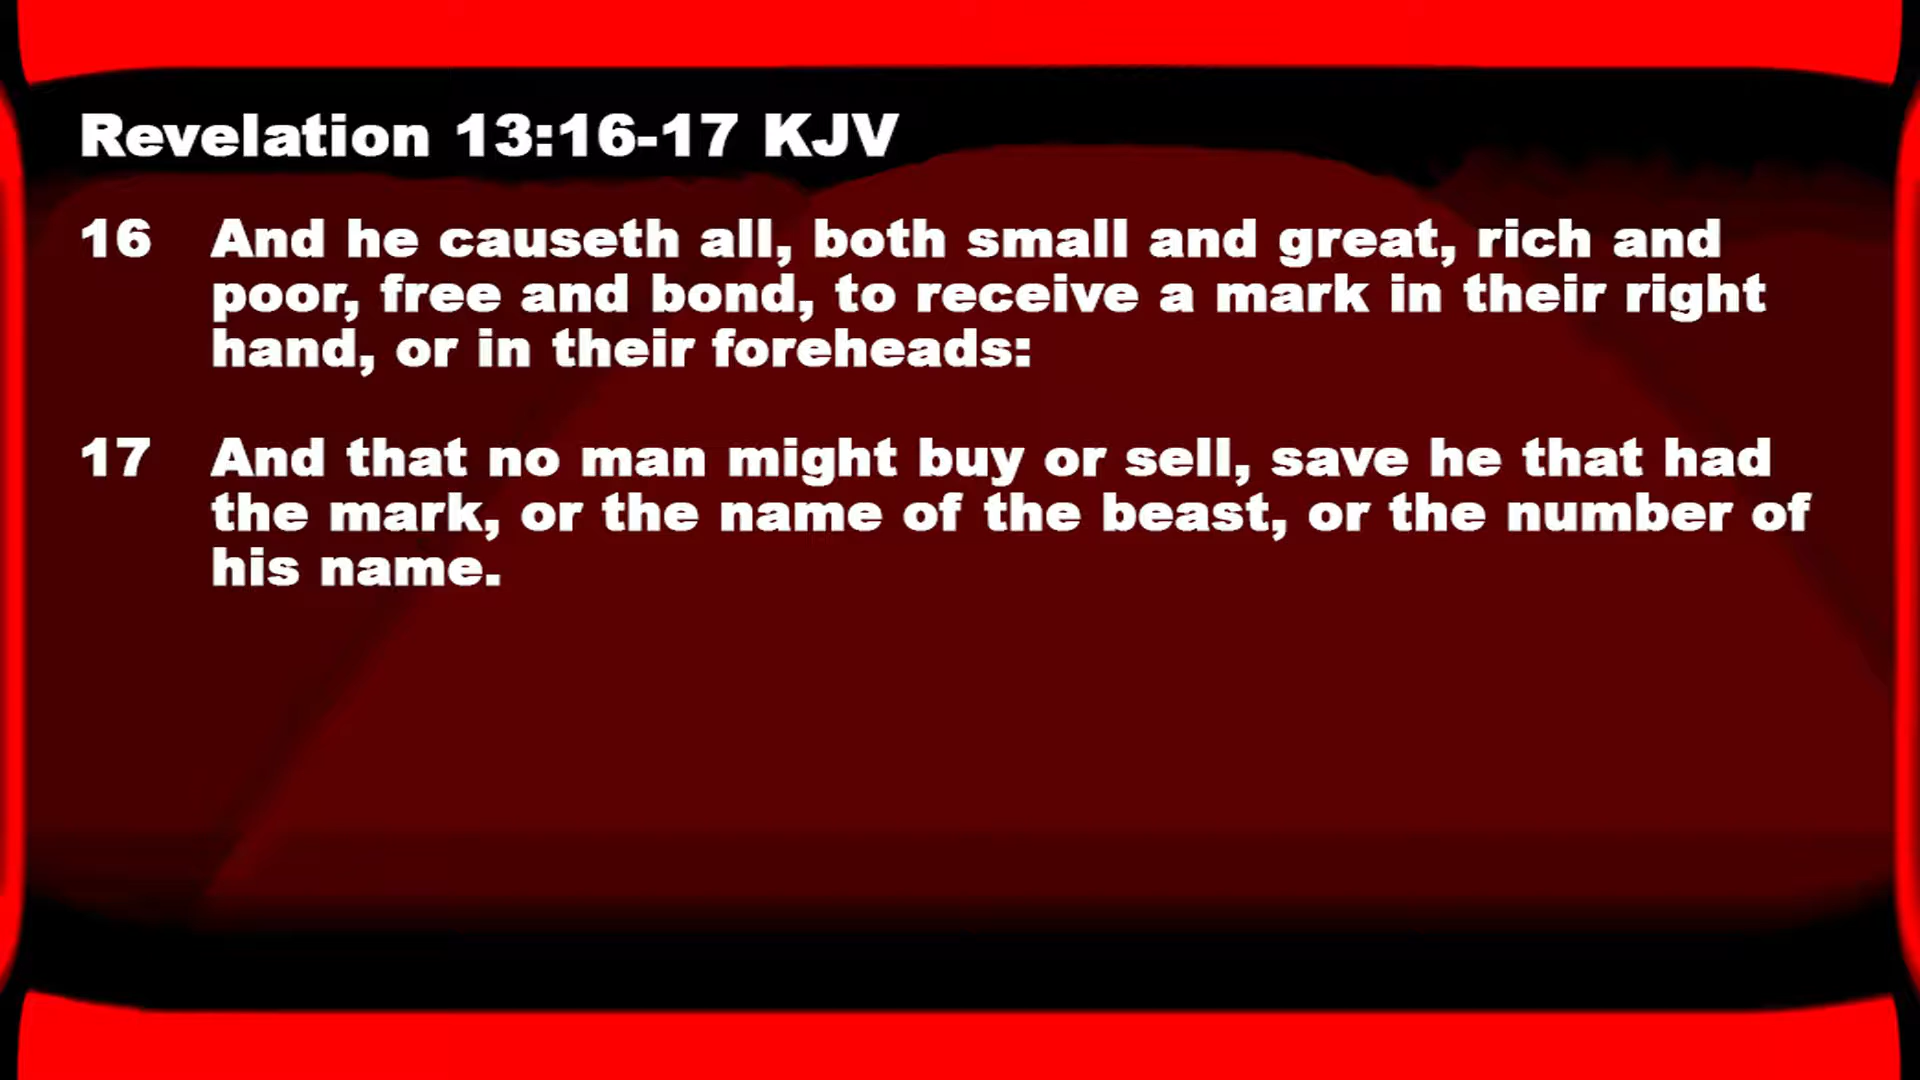 Revelation 13:16-17 KJV
16 And he causeth all, both small and great, rich and
poor, free and bond, to receive a mark in their right
hand, or in their foreheads:
17 And that no man might buy or sell, save he that had
the mark, or the name of the beast, or the number of
his name.